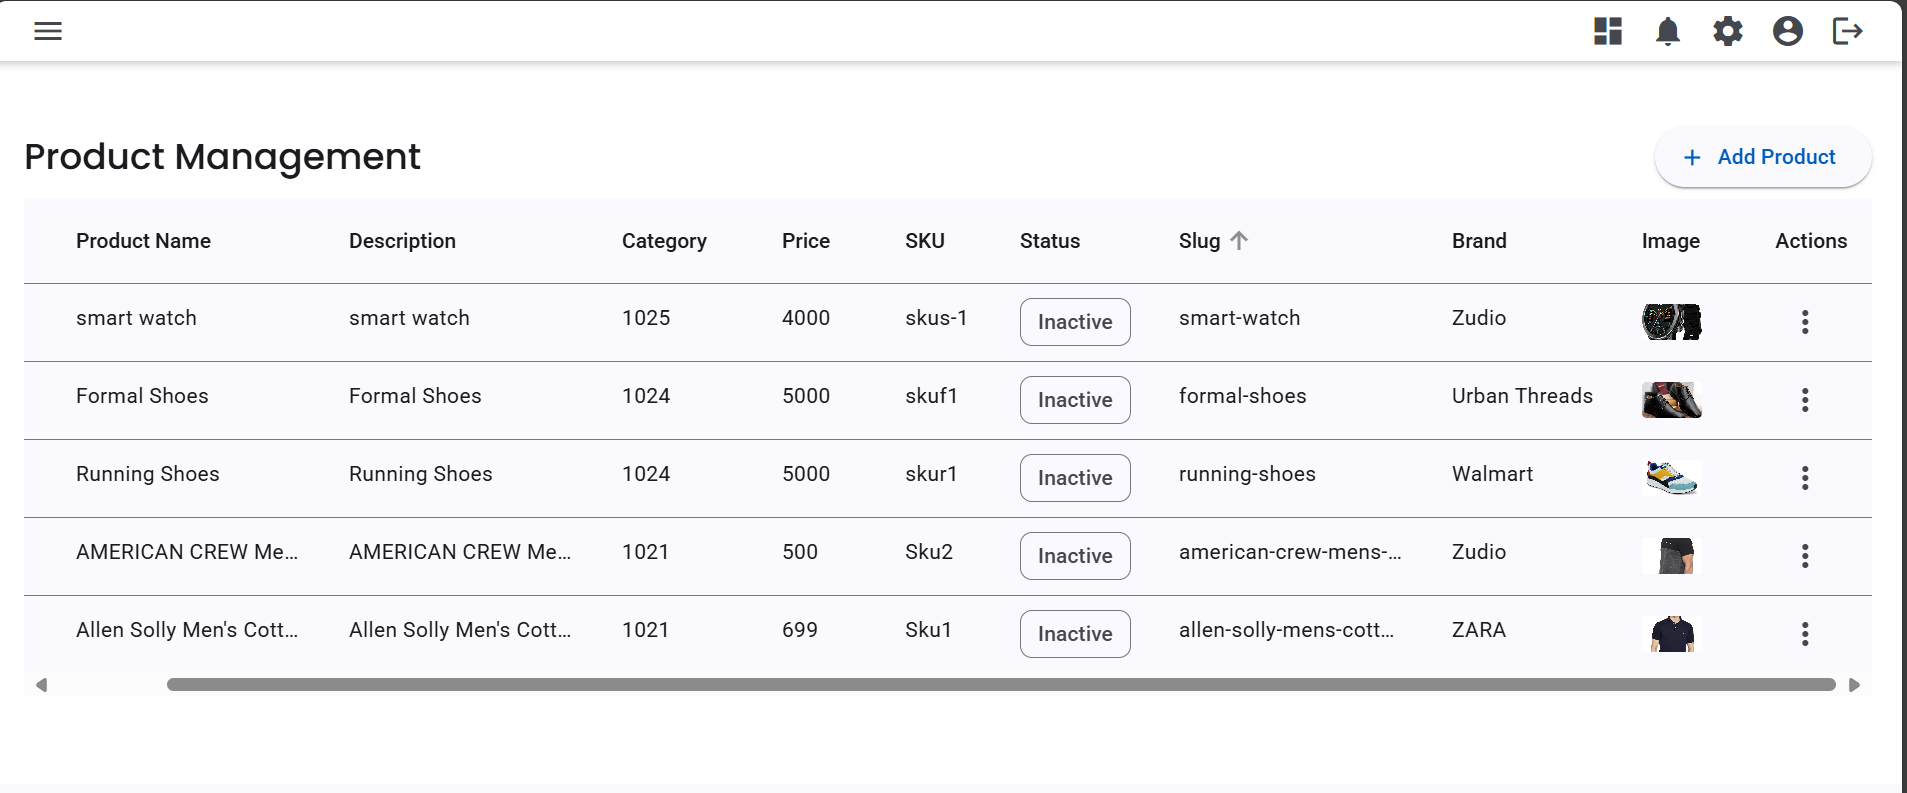 Product Management
+ Add Product
Product Name Description Category Price SKU Status Slug Brand Image Actions
smart watch smart watch 1025 4000 skus-1 Inactive smart-watch Zudio
Formal Shoes Formal Shoes 1024 5000 skuf1 Inactive formal-shoes Urban Threads
Running Shoes Running Shoes 1024 5000 skur1 Inactive running-shoes Walmart
AMERICAN CREW Me... AMERICAN CREW Me... 1021 500 Sku2 Inactive american-crew-mens-... Zudio
Allen Solly Men's Cott... Allen Solly Men's Cott... 1021 699 Sku1 Inactive allen-solly-mens-cott... ZARA